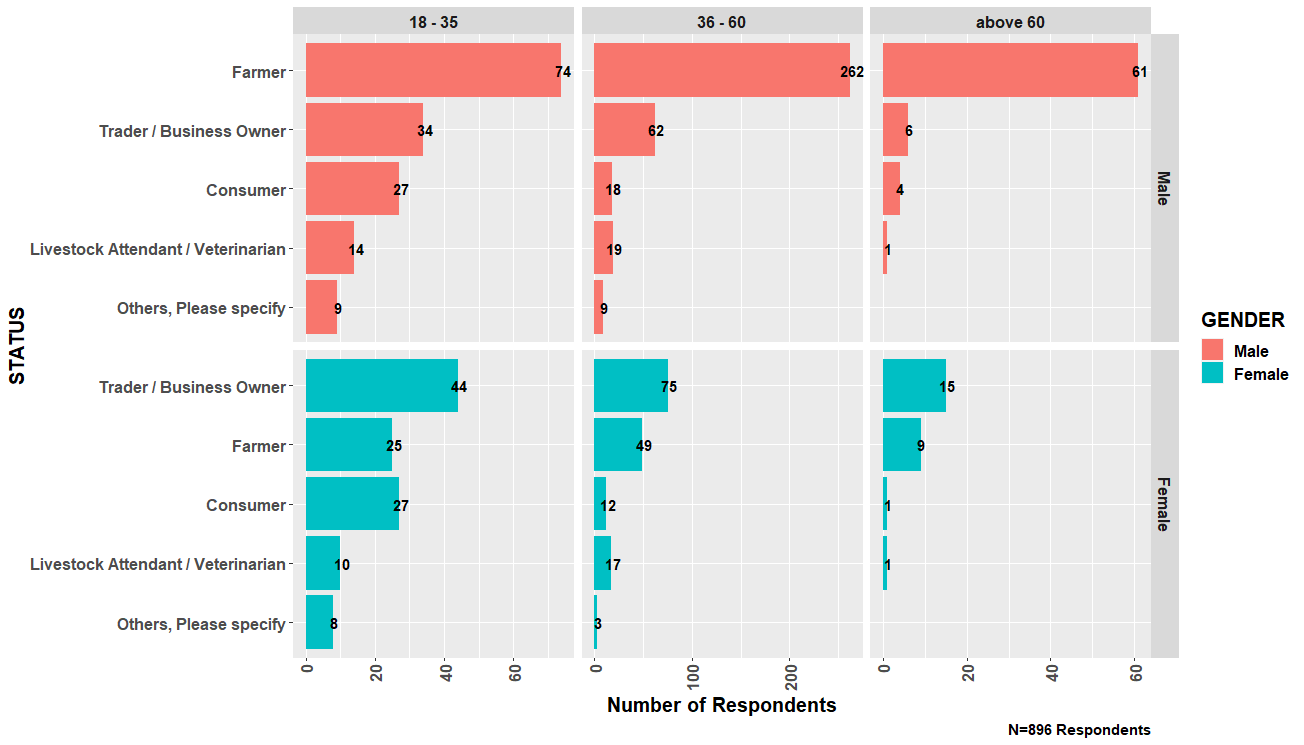 18 - 35
36 - 60
above 60
Farmer
74
262
61
Trader / Business Owner
34
62
6
Consumer
27
18
4
Livestock Attendant / Veterinarian
14
19
1
Others, Please specify
9
9
Male
Trader / Business Owner
44
75
15
Farmer
25
49
9
Consumer
27
12
1
Livestock Attendant / Veterinarian
10
17
1
Others, Please specify
8
3
Female
STATUS
0
20
40
60
0
100
200
0
20
40
60
Number of Respondents
N=896 Respondents
GENDER
Male
Female